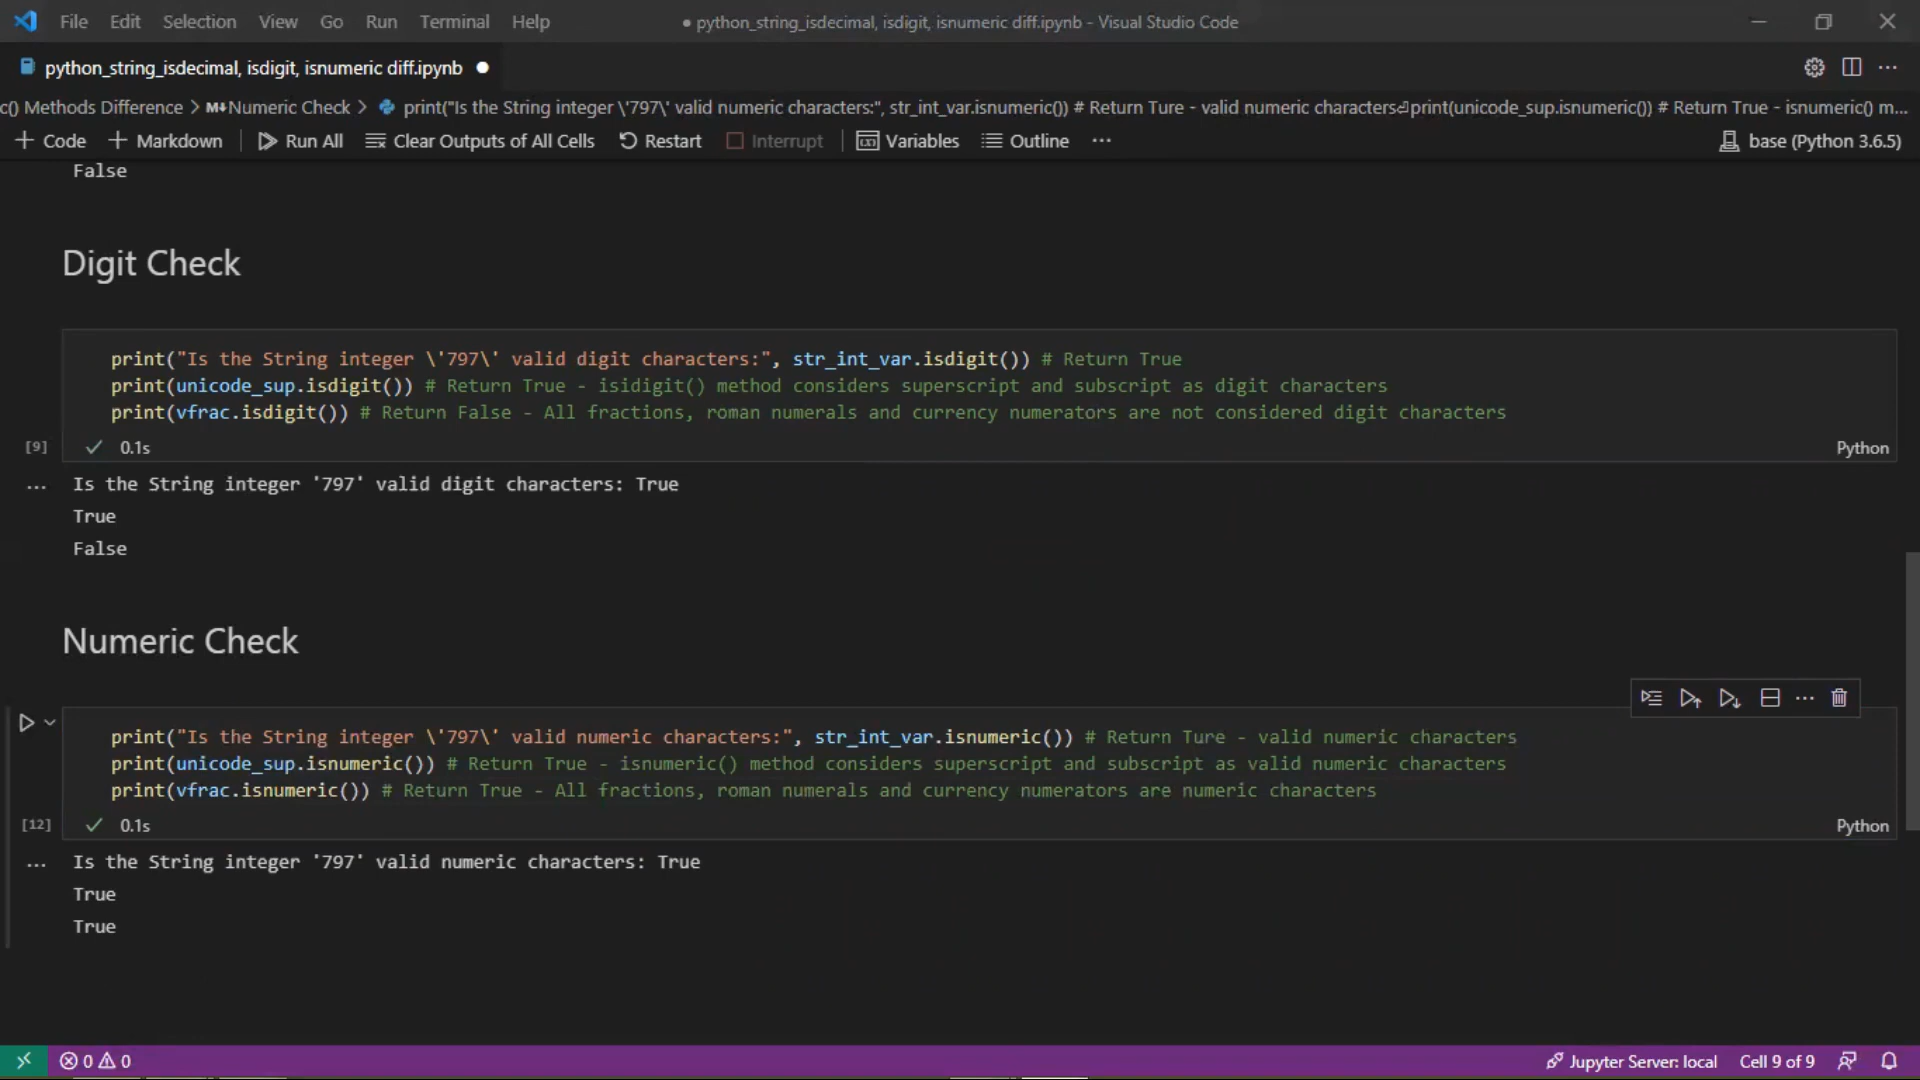 File Edit Selection View Go Run Terminal Help
● python_string_isdecimal, isdigit, isnumeric diff.ipynb - Visual Studio Code
python_string_isdecimal, isdigit, isnumeric diff.ipynb ●
c() Methods Difference > M↓Numeric Check > print("Is the String integer \'797\' valid numeric characters:", str_int_var.isnumeric()) # Return Ture - valid numeric characters⏎print(unicode_sup.isnumeric()) # Return True - isnumeric() m...
+ Code + Markdown Run All Clear Outputs of All Cells Restart Interrupt Variables Outline ··· base (Python 3.6.5)
False
Digit Check
print("Is the String integer \'797\' valid digit characters:", str_int_var.isdigit()) # Return True
print(unicode_sup.isdigit()) # Return True - isidigit() method considers superscript and subscript as digit characters
print(vfrac.isdigit()) # Return False - All fractions, roman numerals and currency numerators are not considered digit characters
[9] ✓ 0.1s Python
... Is the String integer '797' valid digit characters: True
True
False
Numeric Check
print("Is the String integer \'797\' valid numeric characters:", str_int_var.isnumeric()) # Return Ture - valid numeric characters
print(unicode_sup.isnumeric()) # Return True - isnumeric() method considers superscript and subscript as valid numeric characters
print(vfrac.isnumeric()) # Return True - All fractions, roman numerals and currency numerators are numeric characters
[12] ✓ 0.1s Python
... Is the String integer '797' valid numeric characters: True
True
True
0 0 Jupyter Server: local Cell 9 of 9